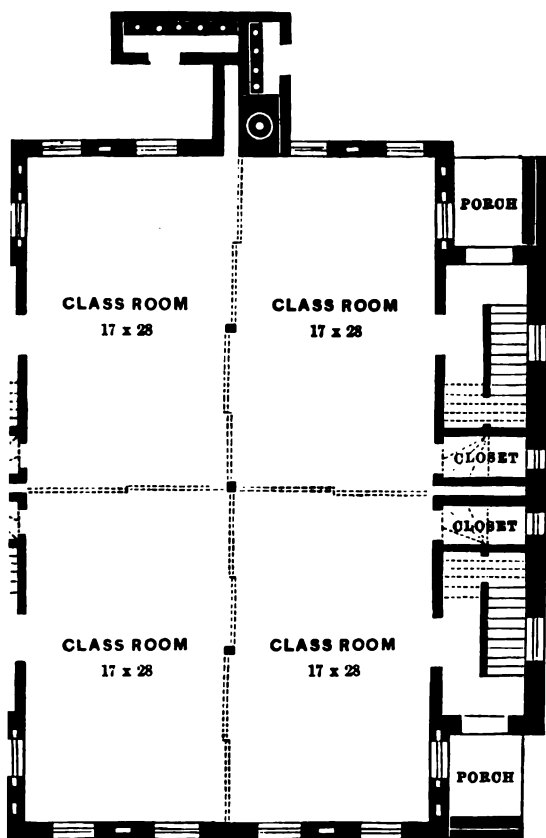 PORCH
CLASS ROOM
17 x 28
CLASS ROOM
17 x 28
CLOSET
CLOSET
CLASS ROOM
17 x 28
CLASS ROOM
17 x 28
PORCH